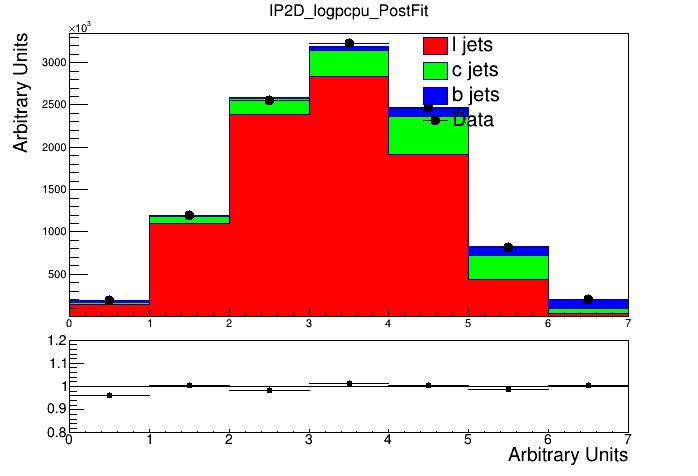 IP2D_logpcpu_PostFit
×10³
Arbitrary Units
3000
2500
2000
1500
1000
500
l jets
c jets
b jets
Data
0 1 2 3 4 5 6 7
1.2
1.1
1
0.9
0.8
0 1 2 3 4 5 6 7
Arbitrary Units